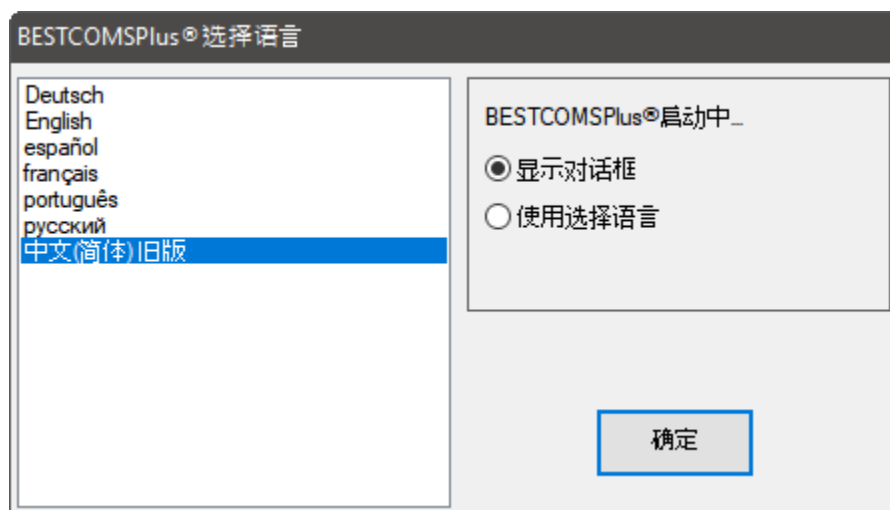 BESTCOMSPlus®选择语言
Deutsch
English
español
français
português
русский
中文(简体)旧版
BESTCOMSPlus®启动中...
显示对话框
使用选择语言
确定